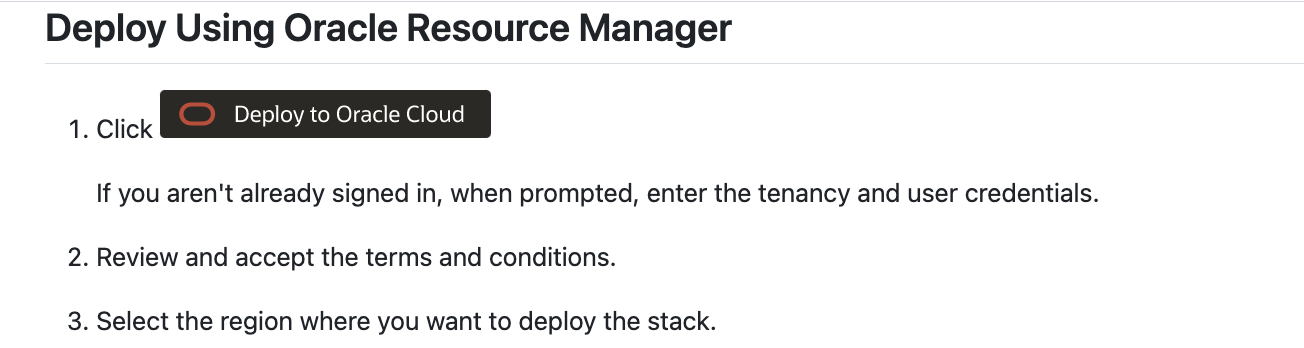 Deploy Using Oracle Resource Manager
1. Click Deploy to Oracle Cloud
If you aren't already signed in, when prompted, enter the tenancy and user credentials.
2. Review and accept the terms and conditions.
3. Select the region where you want to deploy the stack.